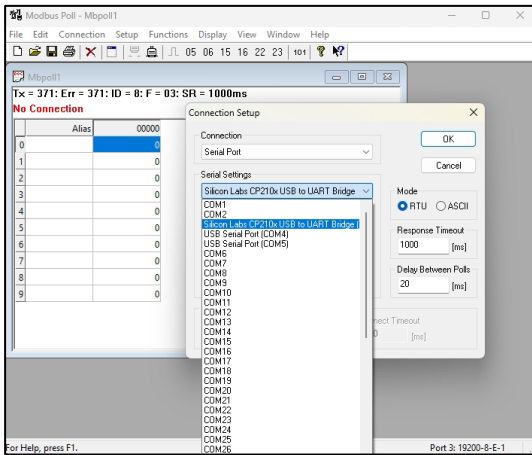 Modbus Poll - Mbpoll1
File Edit Connection Setup Functions Display View Window Help
05 06 15 16 22 23 101
Mbpoll1
Tx = 371: Err = 371: ID = 8: F = 03: SR = 1000ms
No Connection
Alias 00000
0 0
1 0
2 0
3 0
4 0
5 0
6 0
7 0
8 0
9 0
Connection Setup
Connection
Serial Port
OK
Cancel
Serial Settings
Silicon Labs CP210x USB to UART Bridge
COM1
COM2
Silicon Labs CP210x USB to UART Bridge (
USB Serial Port (COM4)
USB Serial Port (COM5)
COM6
COM7
COM8
COM9
COM10
COM11
COM12
COM13
COM14
COM15
COM16
COM17
COM18
COM19
COM20
COM21
COM22
COM23
COM24
COM25
COM26
Mode
RTU ASCII
Response Timeout
1000 [ms]
Delay Between Polls
20 [ms]
Timeout
[ms]
For Help, press F1.
Port 3: 19200-8-E-1